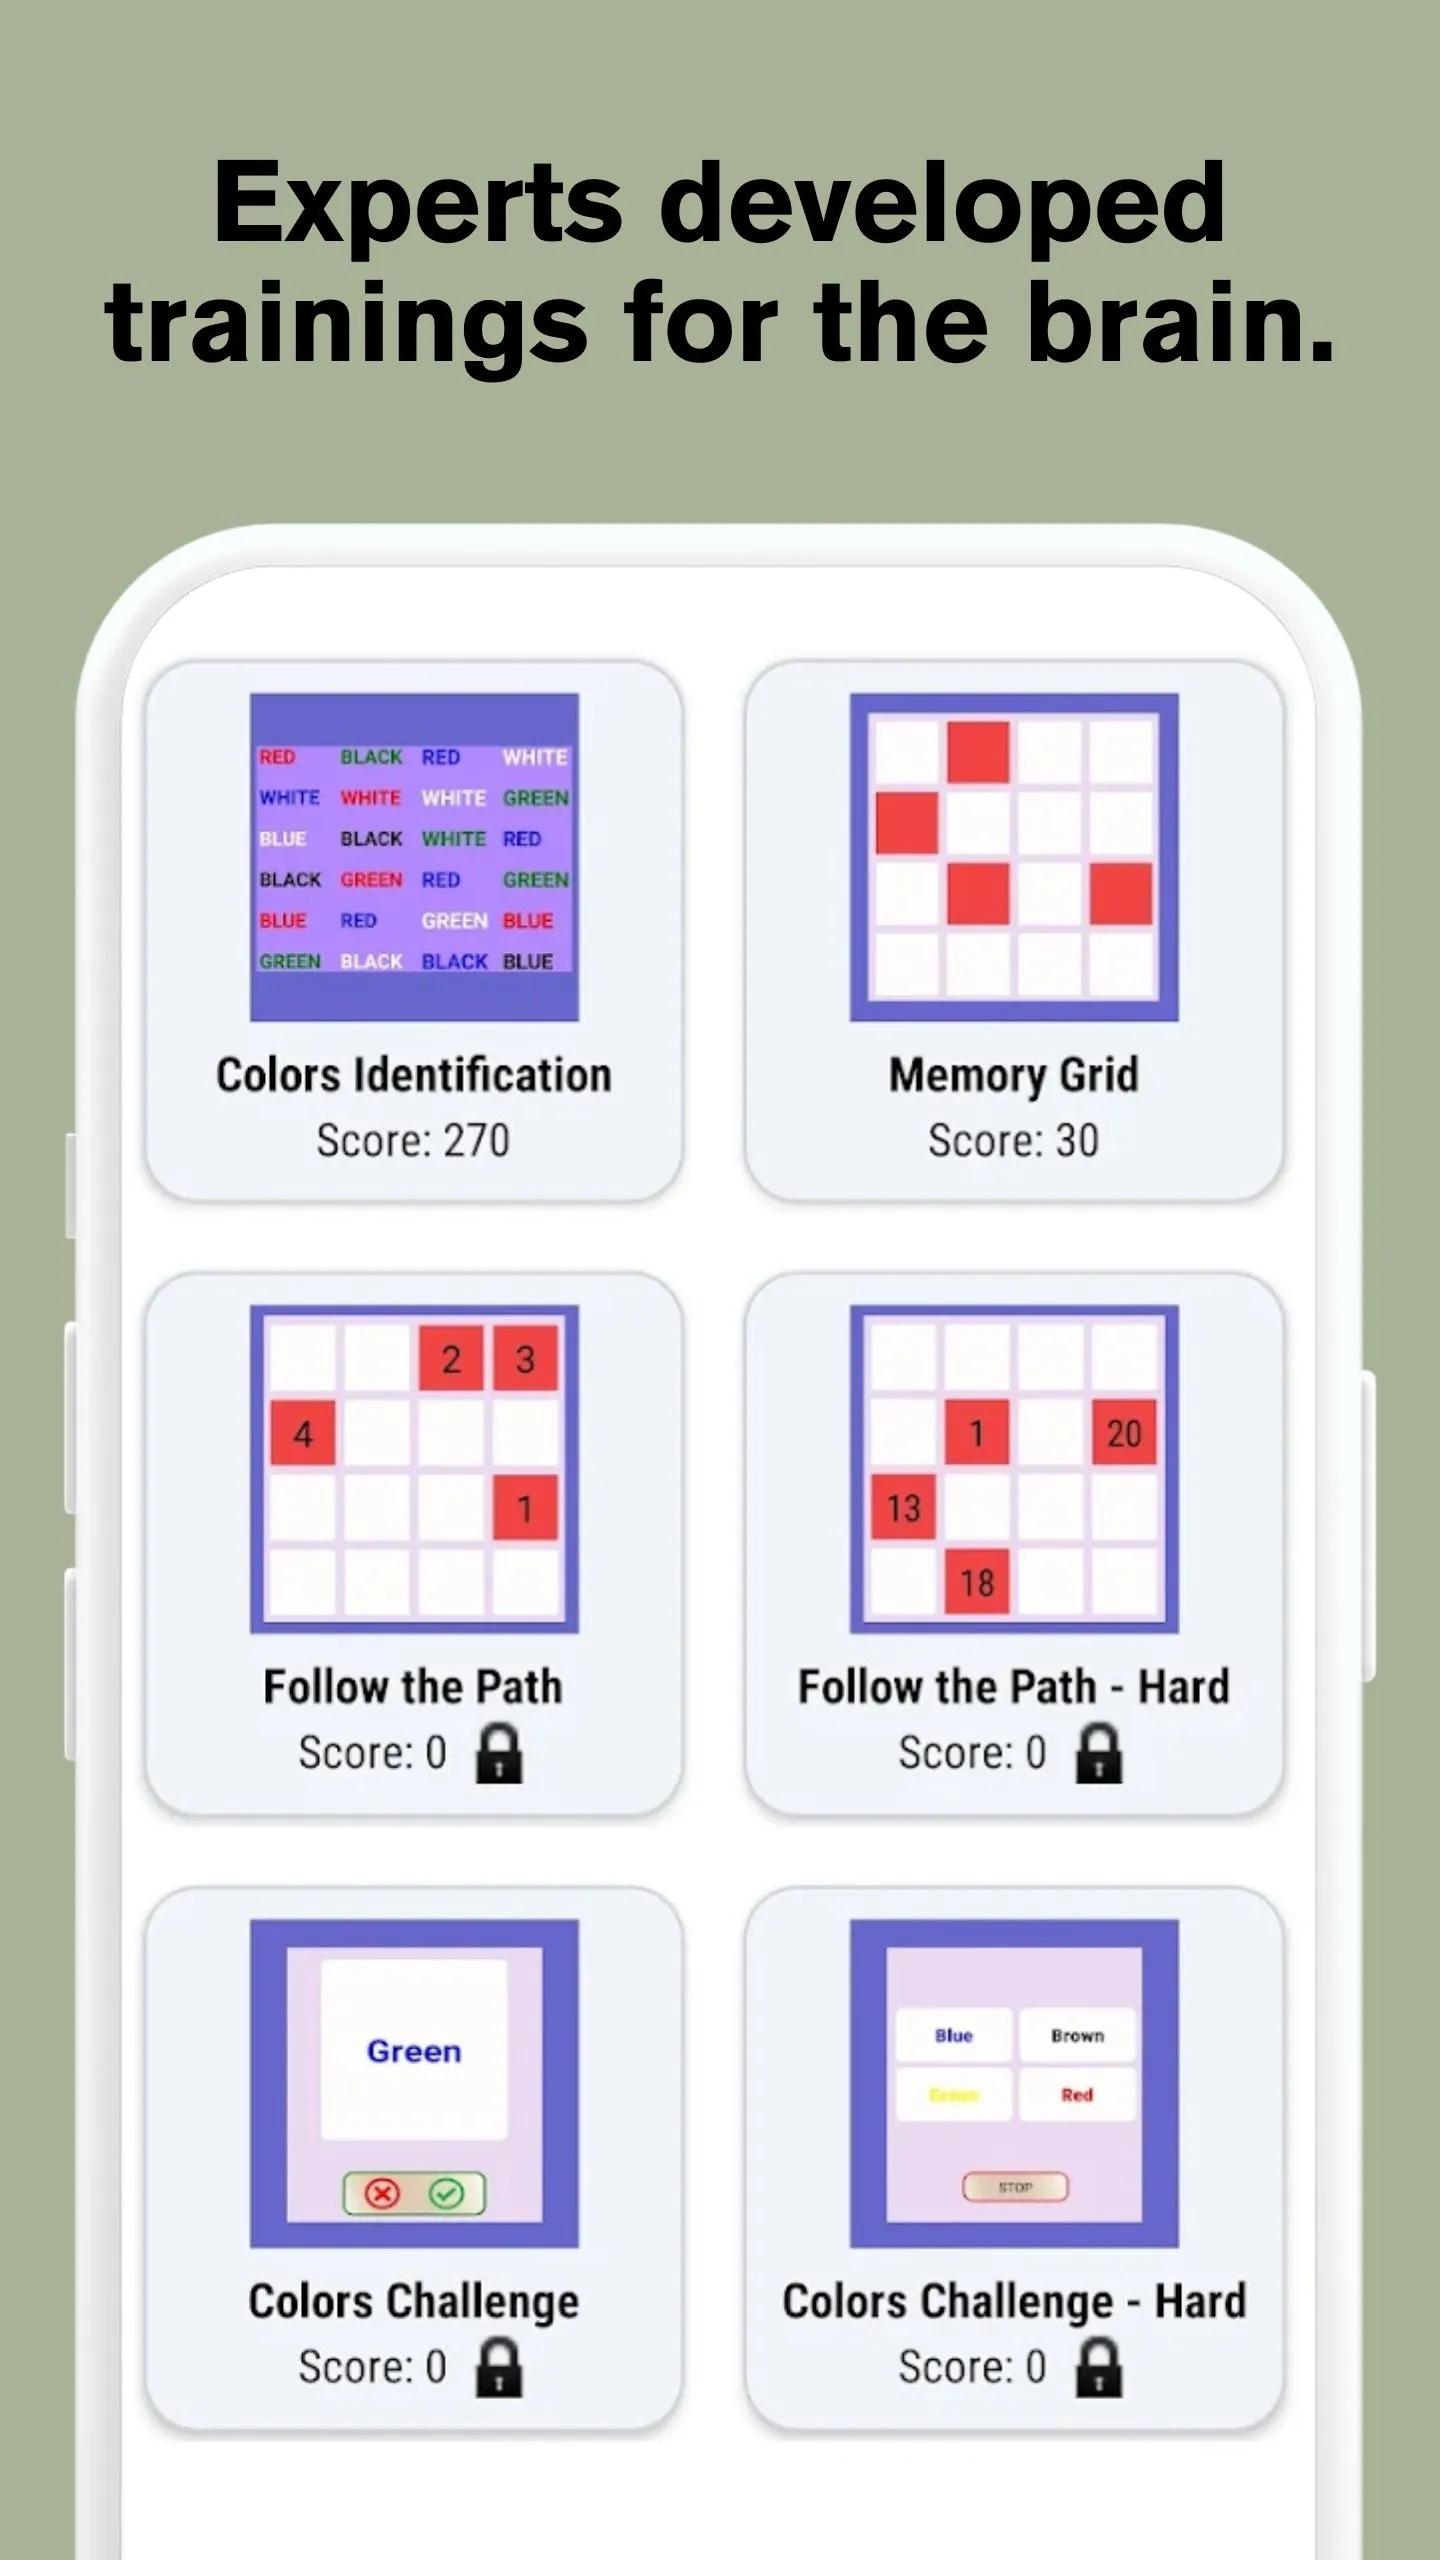 Experts developed
trainings for the brain.
RED BLACK RED WHITE
WHITE WHITE WHITE GREEN
BLUE BLACK WHITE RED
BLACK GREEN RED GREEN
BLUE RED GREEN BLUE
GREEN BLACK BLACK BLUE
Colors Identification
Score: 270
Memory Grid
Score: 30
2 3
4
1
Follow the Path
Score: 0
1 20
13
18
Follow the Path - Hard
Score: 0
Green
Colors Challenge
Score: 0
Blue Brown
Green Red
STOP
Colors Challenge - Hard
Score: 0